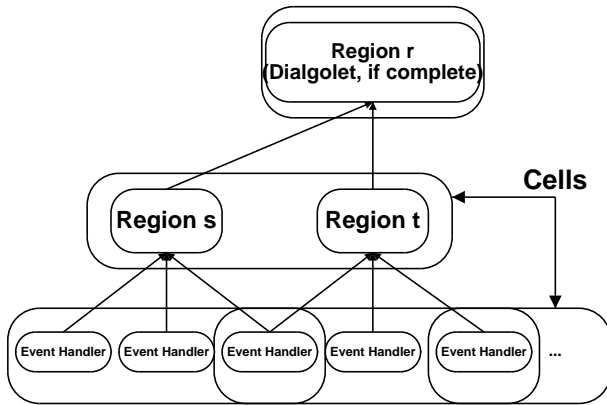 Region r
(Dialgolet, if complete)
Cells
Region s
Region t
Event Handler
Event Handler
Event Handler
Event Handler
Event Handler
...